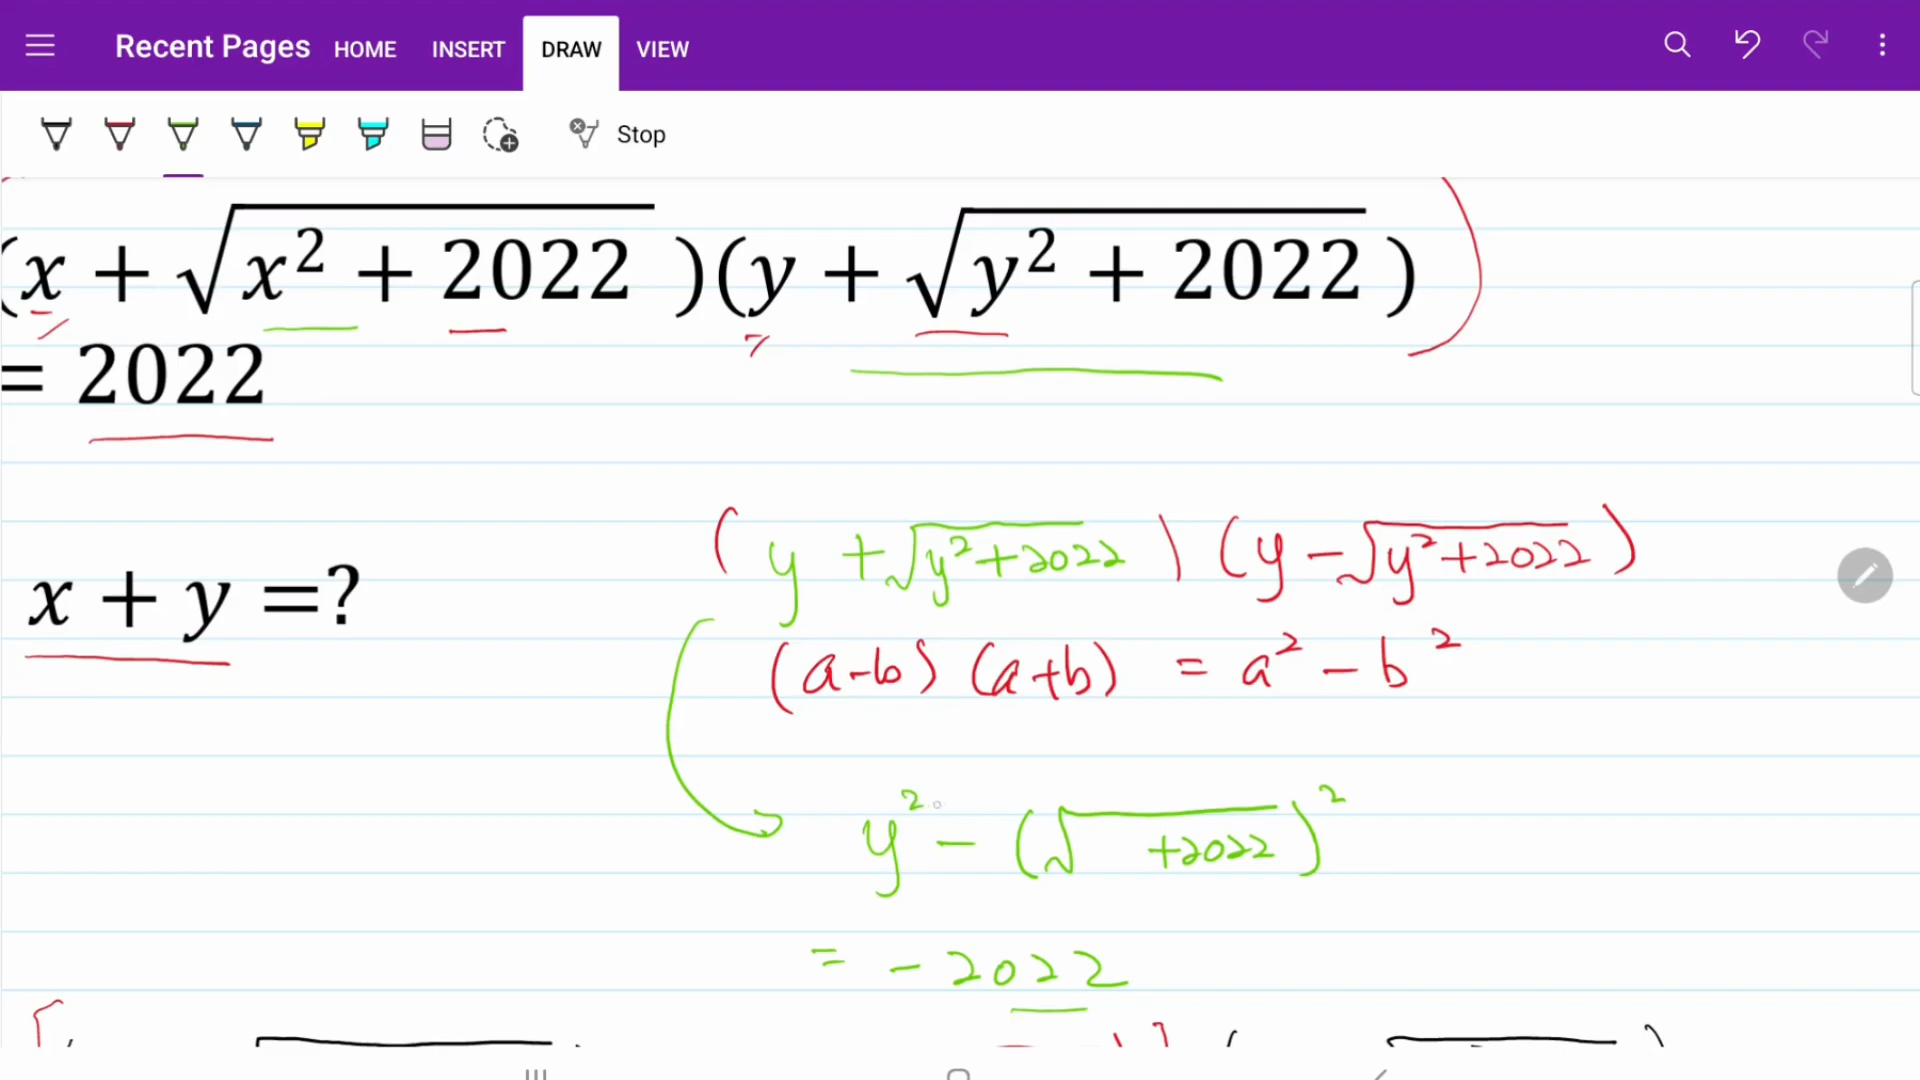 Recent Pages HOME INSERT DRAW VIEW
Stop
(x + √x² + 2022 )(y + √y² + 2022 )
= 2022
(y + √y²+2022) (y - √y²+2022)
x + y =?
(a-b) (a+b) = a² - b²
y² - (√ +2022)²
= - 2022